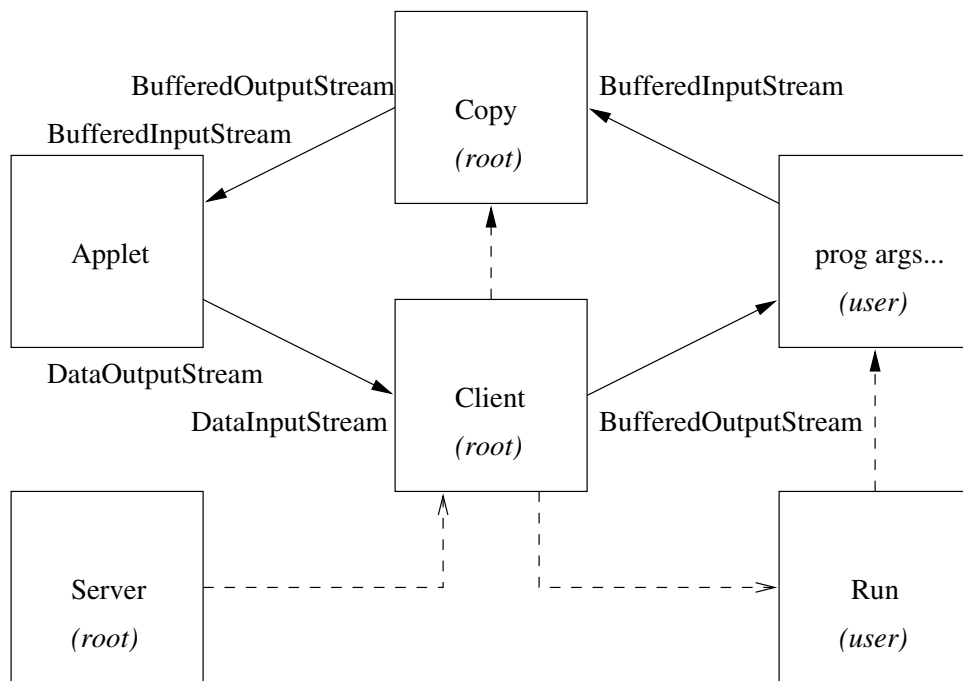 BufferedOutputStream
BufferedInputStream
Copy
(root)
BufferedInputStream
Applet
prog args...
(user)
DataOutputStream
DataInputStream
Client
(root)
BufferedOutputStream
Server
(root)
Run
(user)